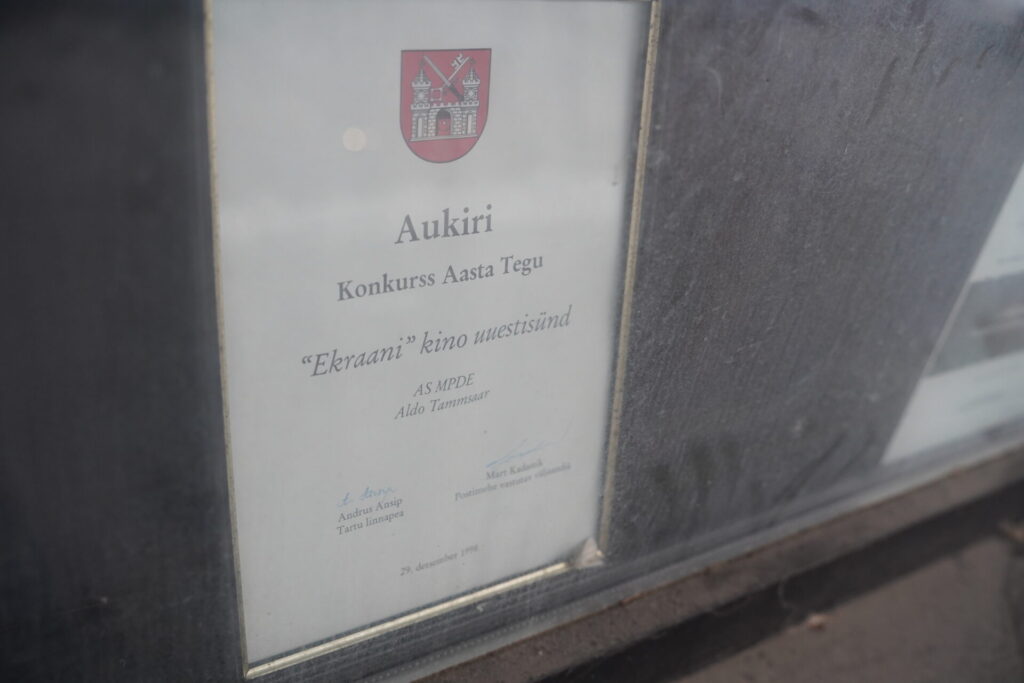 Aukiri
Konkurss Aasta Tegu
“Ekraani” kino uuestisünd
AS MPDE
Aldo Tammsaar
Mart Kadastik
Postimehe vastutav väljaandja
Andrus Ansip
Tartu linnapea
29. detsember 1998